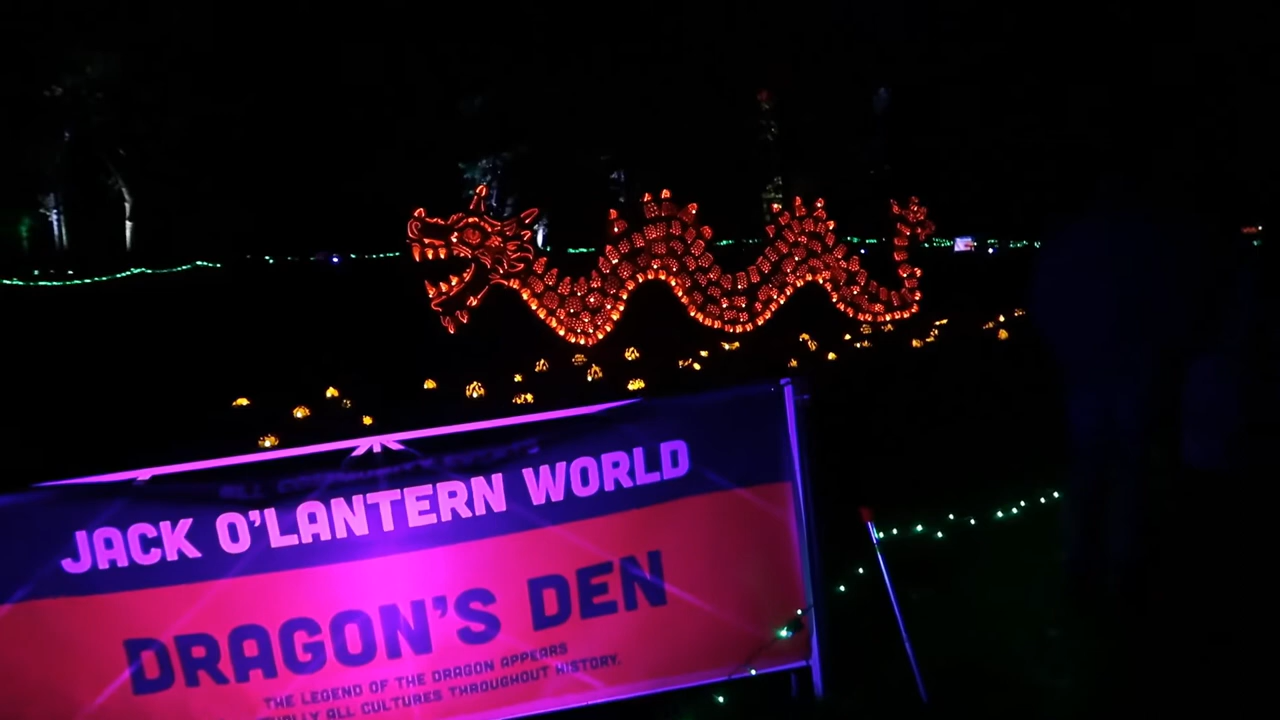 JACK O'LANTERN WORLD
DRAGON'S DEN
THE LEGEND OF THE DRAGON APPEARS
ALL CULTURES THROUGHOUT HISTORY.